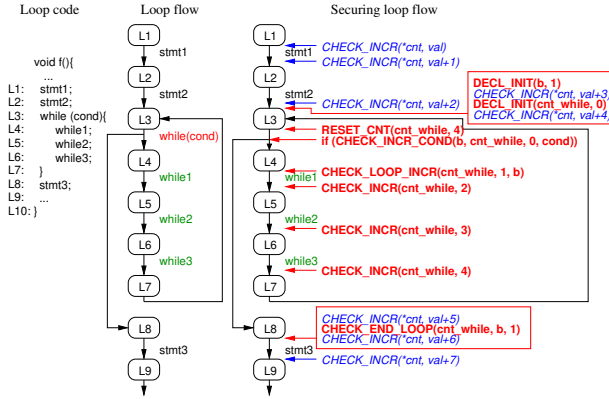 Loop code
Loop flow
Securing loop flow
void f(){
...
L1: stmt1;
L2: stmt2;
L3: while (cond){
L4: while1;
L5: while2;
L6: while3;
L7: }
L8: stmt3;
L9: ...
L10: }
L1
stmt1
L2
stmt2
L3
while(cond)
L4
while1
L5
while2
L6
while3
L7
L8
stmt3
L9
L1
CHECK_INCR(*cnt, val)
stmt1
CHECK_INCR(*cnt, val+1)
L2
stmt2
CHECK_INCR(*cnt, val+2)
DECL_INIT(b, 1)
CHECK_INCR(*cnt, val+3)
DECL_INIT(cnt_while, 0)
CHECK_INCR(*cnt, val+4)
L3
RESET_CNT(cnt_while, 4)
if (CHECK_INCR_COND(b, cnt_while, 0, cond))
L4
CHECK_LOOP_INCR(cnt_while, 1, b)
while1
CHECK_INCR(cnt_while, 2)
L5
while2
CHECK_INCR(cnt_while, 3)
L6
while3
CHECK_INCR(cnt_while, 4)
L7
CHECK_INCR(*cnt, val+5)
L8
CHECK_END_LOOP(cnt_while, b, 1)
CHECK_INCR(*cnt, val+6)
stmt3
CHECK_INCR(*cnt, val+7)
L9